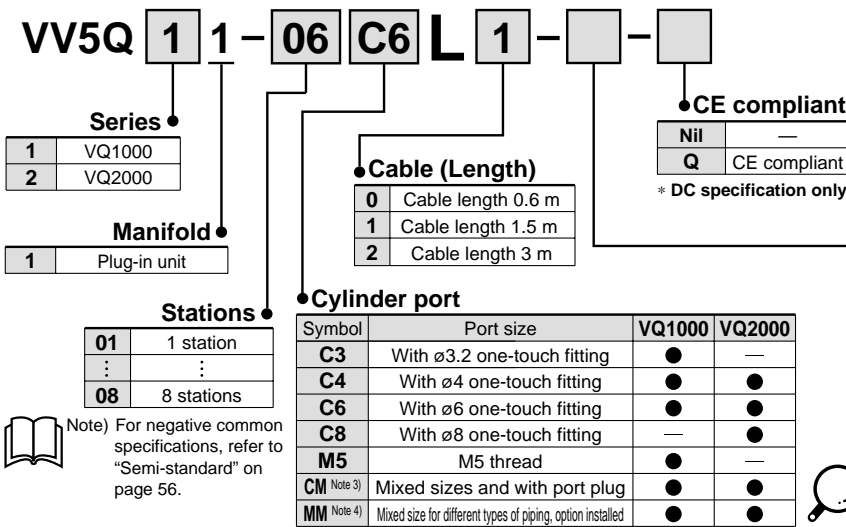 VV5Q 1 1 – 06 C6 L 1 – –
CE compliant
Nil —
Q CE compliant
* DC specification only
Series
1 VQ1000
2 VQ2000
Cable (Length)
0 Cable length 0.6 m
1 Cable length 1.5 m
2 Cable length 3 m
Manifold
1 Plug-in unit
Stations
01 1 station
⋮ ⋮
08 8 stations
Note) For negative common
specifications, refer to
“Semi-standard” on
page 56.
Cylinder port
Symbol Port size VQ1000 VQ2000
C3 With ø3.2 one-touch fitting ● —
C4 With ø4 one-touch fitting ● ●
C6 With ø6 one-touch fitting ● ●
C8 With ø8 one-touch fitting — ●
M5 M5 thread ● —
CM Note 3) Mixed sizes and with port plug ● ●
MM Note 4) Mixed size for different types of piping, option installed ● ●